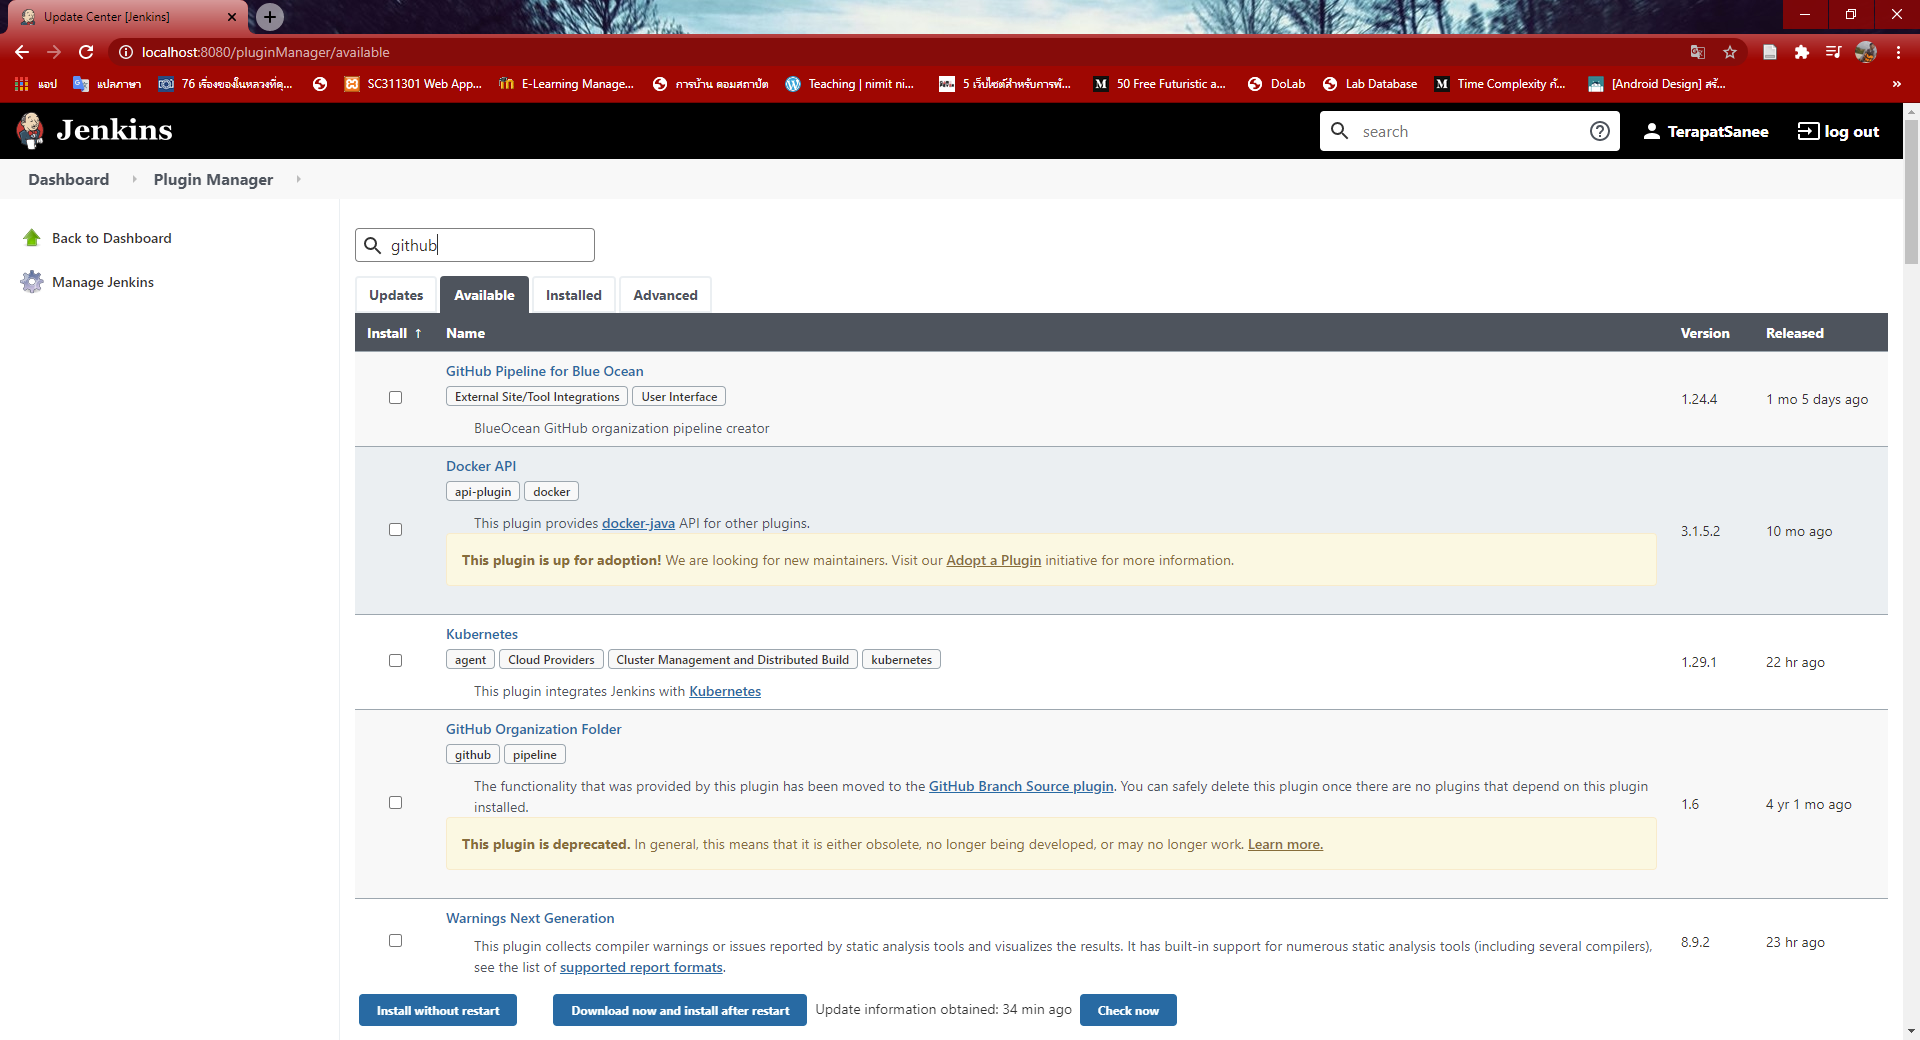 Update Center [Jenkins]
localhost:8080/pluginManager/available
แอป
แปลภาษา
76 เรื่องของในหลวงที่คุ...
SC311301 Web App...
E-Learning Manage...
การบ้าน ตอมสถาปัต
Teaching | nimit ni...
5 เว็บไซต์สำหรับการพั...
50 Free Futuristic a...
DoLab
Lab Database
Time Complexity คื...
[Android Design] สร้...
»
Jenkins
search
TerapatSanee
log out
Dashboard
Plugin Manager
Back to Dashboard
Manage Jenkins
github
Updates
Available
Installed
Advanced
Install ↑
Name
Version
Released
GitHub Pipeline for Blue Ocean
External Site/Tool Integrations
User Interface
BlueOcean GitHub organization pipeline creator
1.24.4
1 mo 5 days ago
Docker API
api-plugin
docker
This plugin provides docker-java API for other plugins.
This plugin is up for adoption! We are looking for new maintainers. Visit our Adopt a Plugin initiative for more information.
3.1.5.2
10 mo ago
Kubernetes
agent
Cloud Providers
Cluster Management and Distributed Build
kubernetes
This plugin integrates Jenkins with Kubernetes
1.29.1
22 hr ago
GitHub Organization Folder
github
pipeline
The functionality that was provided by this plugin has been moved to the GitHub Branch Source plugin. You can safely delete this plugin once there are no plugins that depend on this plugin
installed.
This plugin is deprecated. In general, this means that it is either obsolete, no longer being developed, or may no longer work. Learn more.
1.6
4 yr 1 mo ago
Warnings Next Generation
This plugin collects compiler warnings or issues reported by static analysis tools and visualizes the results. It has built-in support for numerous static analysis tools (including several compilers),
see the list of supported report formats.
8.9.2
23 hr ago
Install without restart
Download now and install after restart
Update information obtained: 34 min ago
Check now